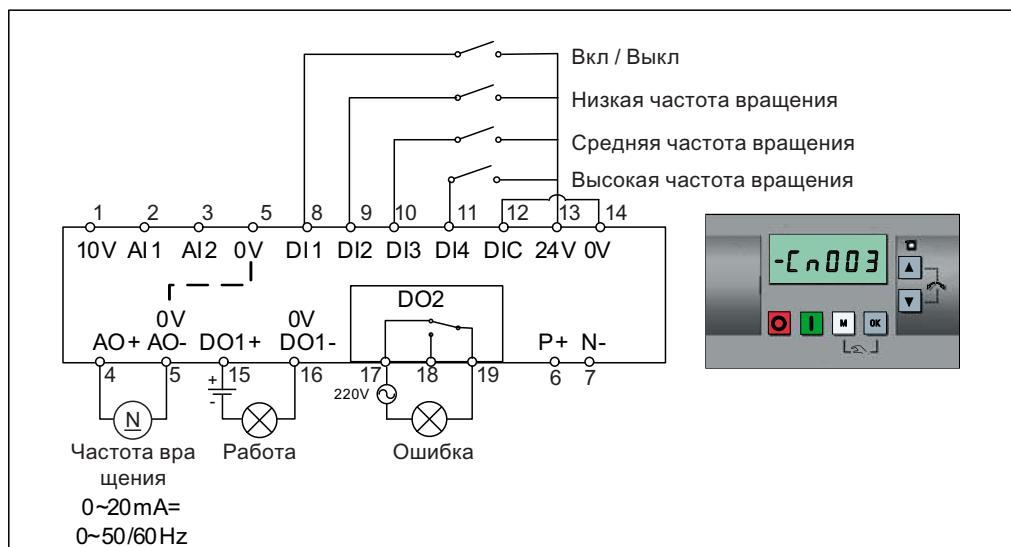 Вкл / Выкл
Низкая частота вращения
Средняя частота вращения
Высокая частота вращения
1 2 3 5 8 9 10 11 12 13 14
10V AI1 AI2 0V DI1 DI2 DI3 DI4 DIC 24V 0V
-Cn003
M OK
DO2
0V 0V
AO+ AO- DO1+ DO1- P+ N-
4 5 15 16 17 18 19 6 7
+
-
220V
N
Частота вра Работа Ошибка
щения
0~20mA=
0~50/60Hz